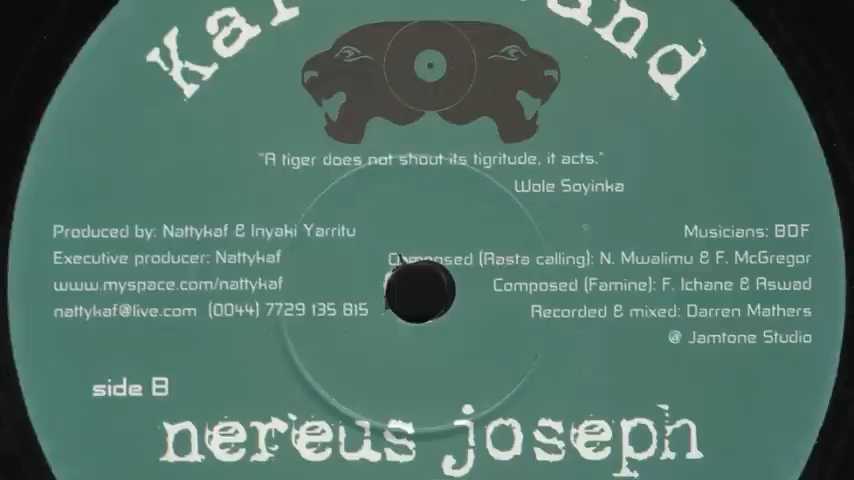 "A tiger does not shout its tigritude, it acts."
Wole Soyinka
Produced by: Nattykaf & Inyaki Yarritu
Executive producer: Nattykaf
www.myspace.com/nattykaf
nattykaf@live.com (0044) 7729 135 815
Musicians: BDF
Composed (Rasta calling): N. Mwalimu & F. McGregor
Composed (Famine): F. Ichane & Aswad
Recorded & mixed: Darren Mathers
@ Jamtone Studio
side B
nereus joseph